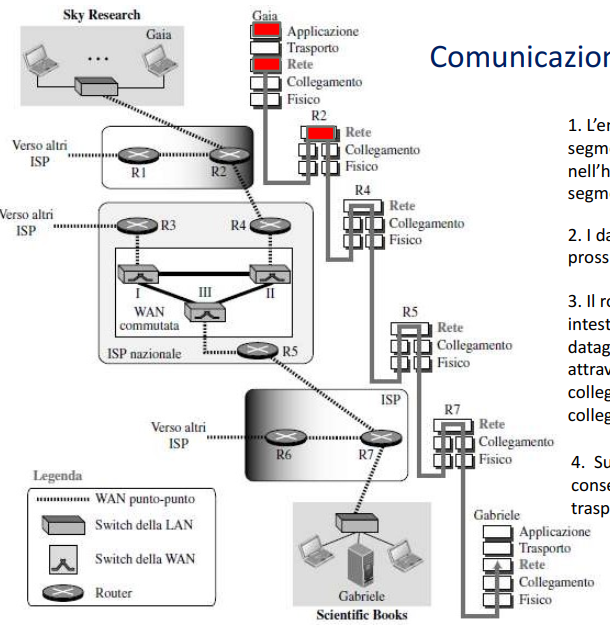 Sky Research
Gaia
Gaia
Applicazione
Trasporto
Rete
Collegamento
Fisico
Verso altri
ISP
R1
R2
R2
Rete
Collegamento
Fisico
Verso altri
ISP
R3
R4
R4
Rete
Collegamento
Fisico
I
III
II
WAN
commutata
ISP nazionale
R5
R5
Rete
Collegamento
Fisico
ISP
Verso altri
ISP
R6
R7
R7
Rete
Collegamento
Fisico
Legenda
WAN punto-punto
Switch della LAN
Switch della WAN
Router
Gabriele
Scientific Books
Gabriele
Applicazione
Trasporto
Rete
Collegamento
Fisico
Comunicazion
1. L'en
segme
nell'h
segme
2. I da
pross
3. Il ro
intest
datag
attrav
colleg
colleg
4. Su
conse
trasp